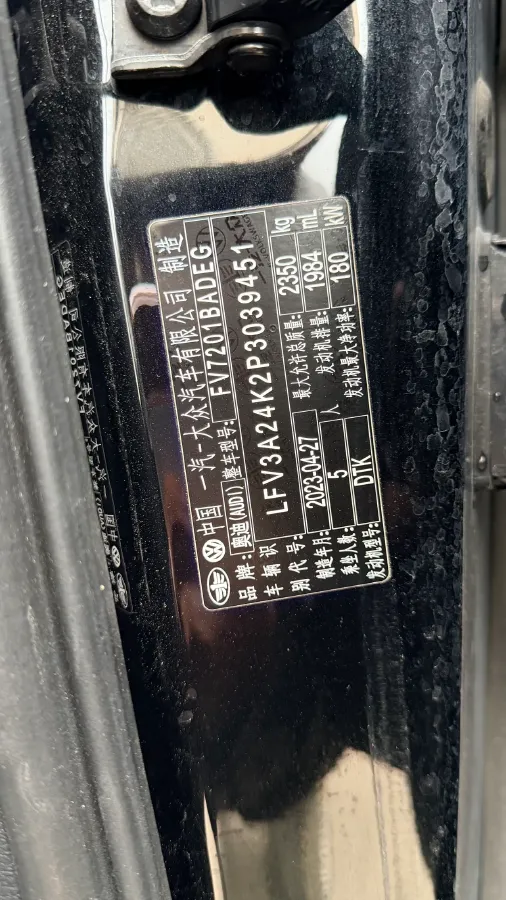 中国 一汽-大众汽车有限公司 制造
品牌: 奥迪(AUDI) 整车型号: FV7201BADEG
车辆识别代号: LFV3A24K2P3039451
制造年月: 2023-04-27 最大允许总质量: 2350 kg
乘坐人数: 5 人 发动机排量: 1984 mL
发动机型号: DTK 发动机最大净功率: 180 kW